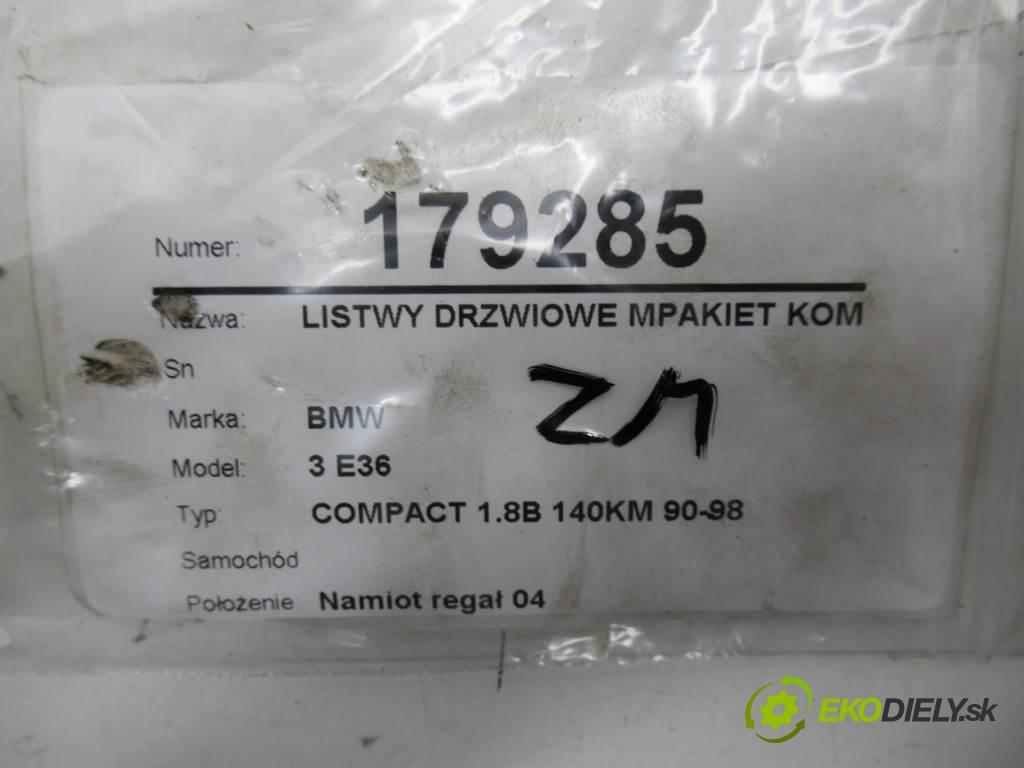 Numer: 179285
Nazwa: LISTWY DRZWIOWE MPAKIET KOM
Sn
Marka: BMW
ZM
Model: 3 E36
Typ: COMPACT 1.8B 140KM 90-98
Samochód
Położenie Namiot regał 04
EKODIELY.sk